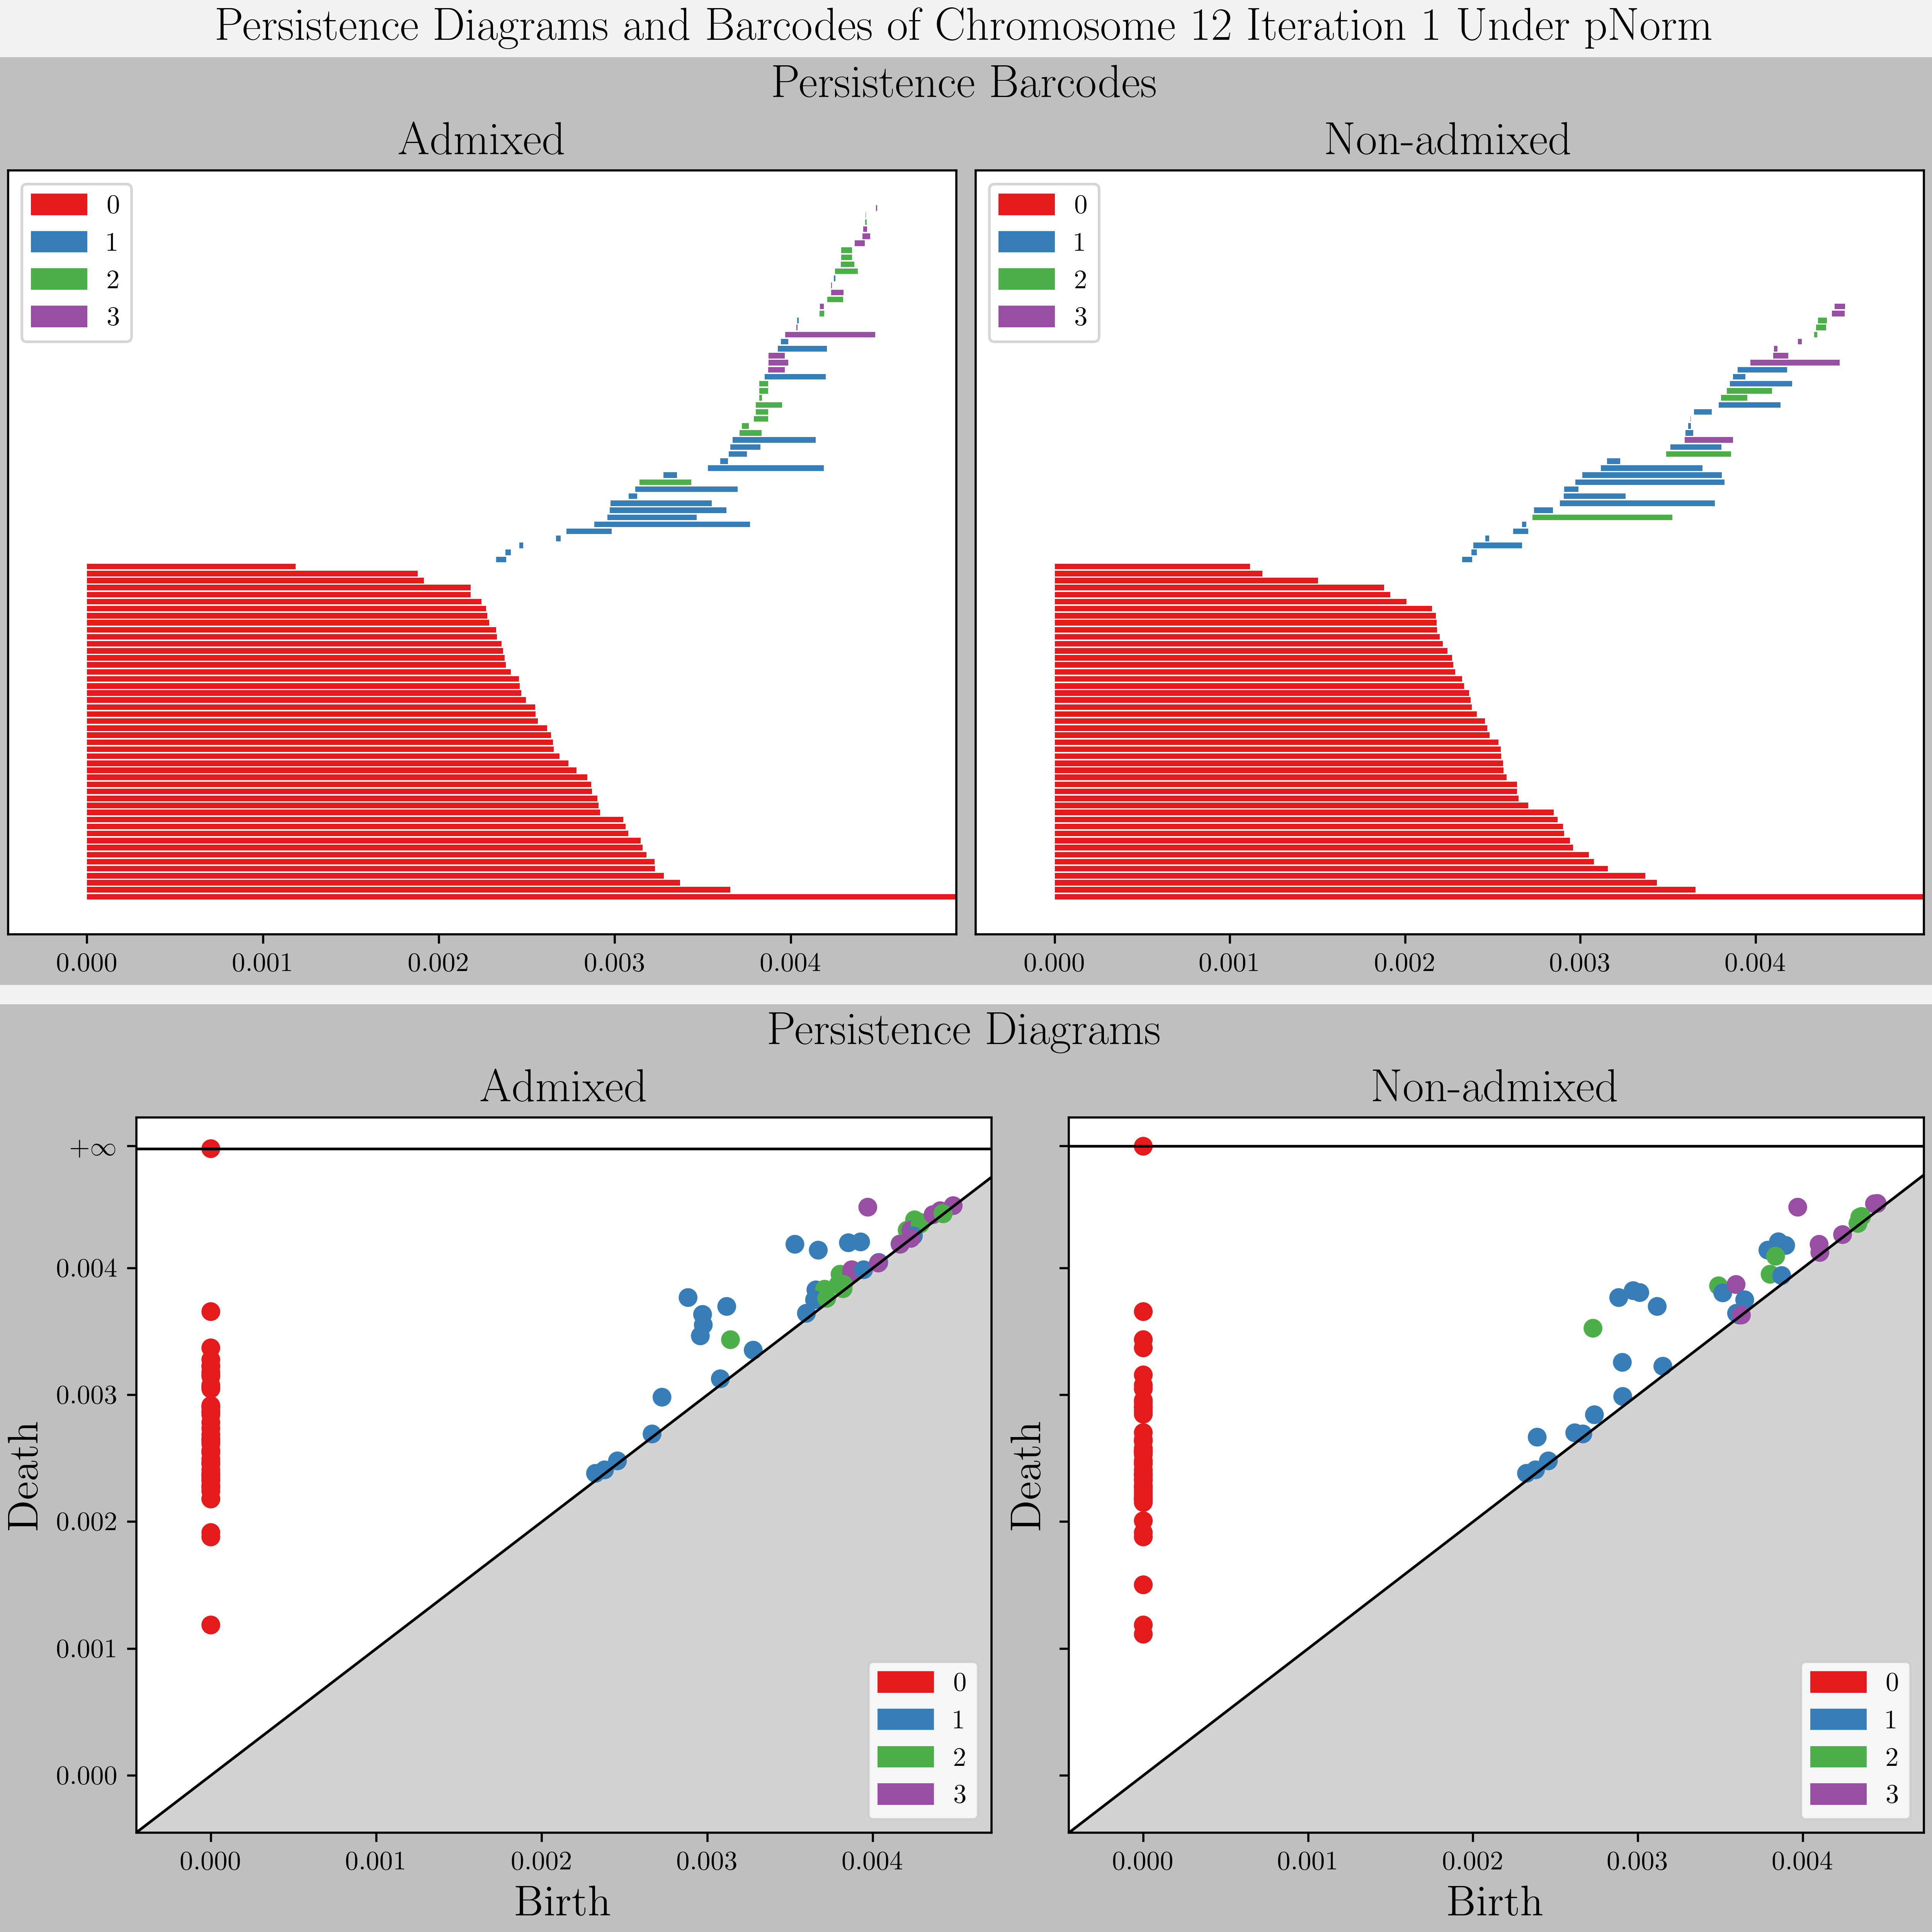 Persistence Diagrams and Barcodes of Chromosome 12 Iteration 1 Under pNorm
Persistence Barcodes
Admixed
0
1
2
3
0.000 0.001 0.002 0.003 0.004
Non-admixed
0
1
2
3
0.000 0.001 0.002 0.003 0.004
Persistence Diagrams
Admixed
+∞
0.004
0.003
0.002
0.001
0.000
Death
0
1
2
3
0.000 0.001 0.002 0.003 0.004
Birth
Non-admixed
Death
0
1
2
3
0.000 0.001 0.002 0.003 0.004
Birth